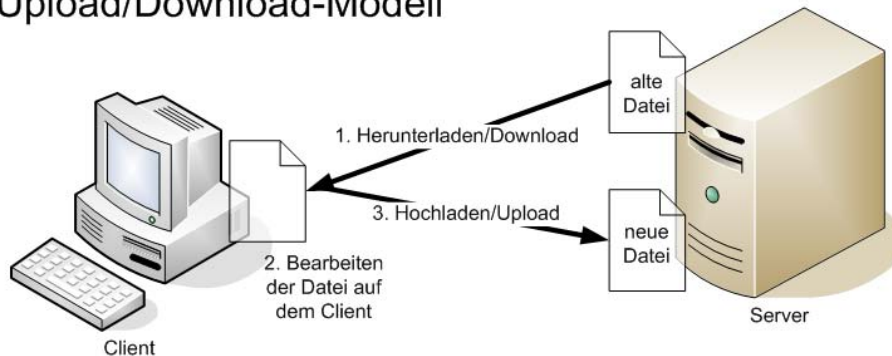 Upload/Download-Modell
alte
Datei
1. Herunterladen/Download
3. Hochladen/Upload
neue
Datei
2. Bearbeiten
der Datei auf
dem Client
Server
Client